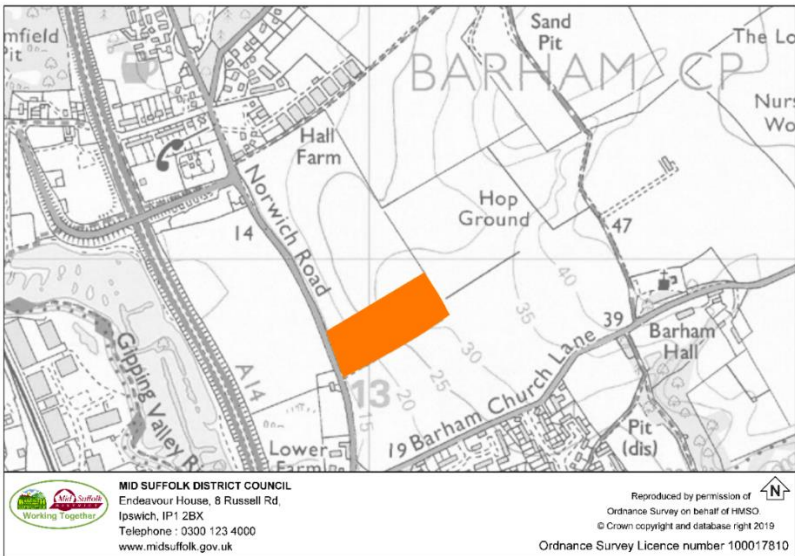 mfield
it
Sand
Pit
The Lo
BARHAM CP
Nurs
Wo
Hall
Farm
Hop
Ground
Norwich Road
14
47
40
35
39
Barham
Hall
Gipping Valley R
A14
13
30
25
20
15
Barham Church Lane
19
Lower
Farm
Pit
(dis)
Mid Suffolk
DISTRICT
Working Together
MID SUFFOLK DISTRICT COUNCIL
Endeavour House, 8 Russell Rd,
Ipswich, IP1 2BX
Telephone : 0300 123 4000
www.midsuffolk.gov.uk
N
Reproduced by permission of
Ordnance Survey on behalf of HMSO.
© Crown copyright and database right 2019
Ordnance Survey Licence number 100017810